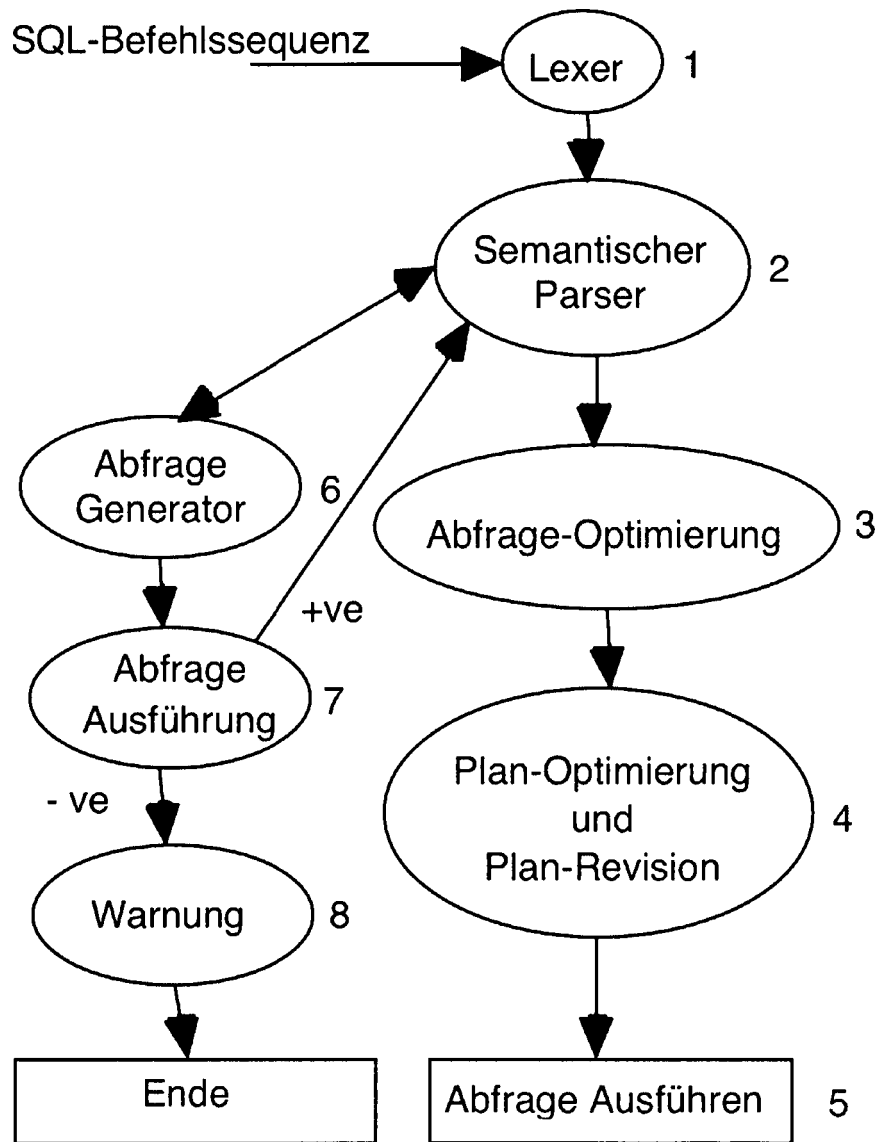 SQL-Befehlssequenz
Lexer
1
Semantischer
Parser
2
Abfrage
Generator
6
Abfrage-Optimierung
3
+ve
Abfrage
Ausführung
7
- ve
Plan-Optimierung
und
Plan-Revision
4
Warnung
8
Ende
Abfrage Ausführen
5